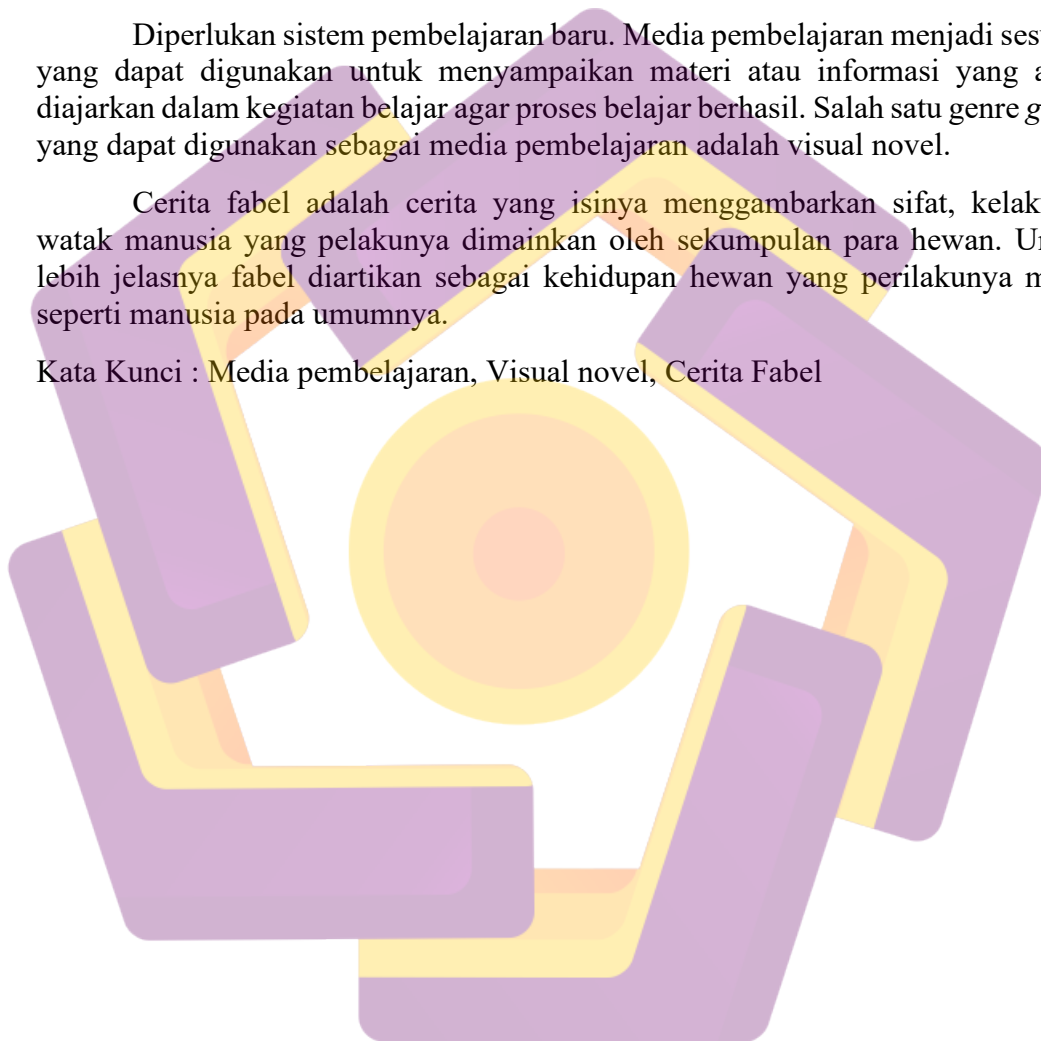 Diperlukan sistem pembelajaran baru. Media pembelajaran menjadi
yang dapat digunakan untuk menyampaikan materi atau informasi yang
diajarkan dalam kegiatan belajar agar proses belajar berhasil. Salah satu genre
yang dapat digunakan sebagai media pembelajaran adalah visual novel.
Cerita fabel adalah cerita yang isinya menggambarkan sifat,
watak manusia yang pelakunya dimainkan oleh sekumpulan para hewan.
lebih jelasnya fabel diartikan sebagai kehidupan hewan yang perilakunya
seperti manusia pada umumnya.
Kata Kunci : Media pembelajaran, Visual novel, Cerita Fabel